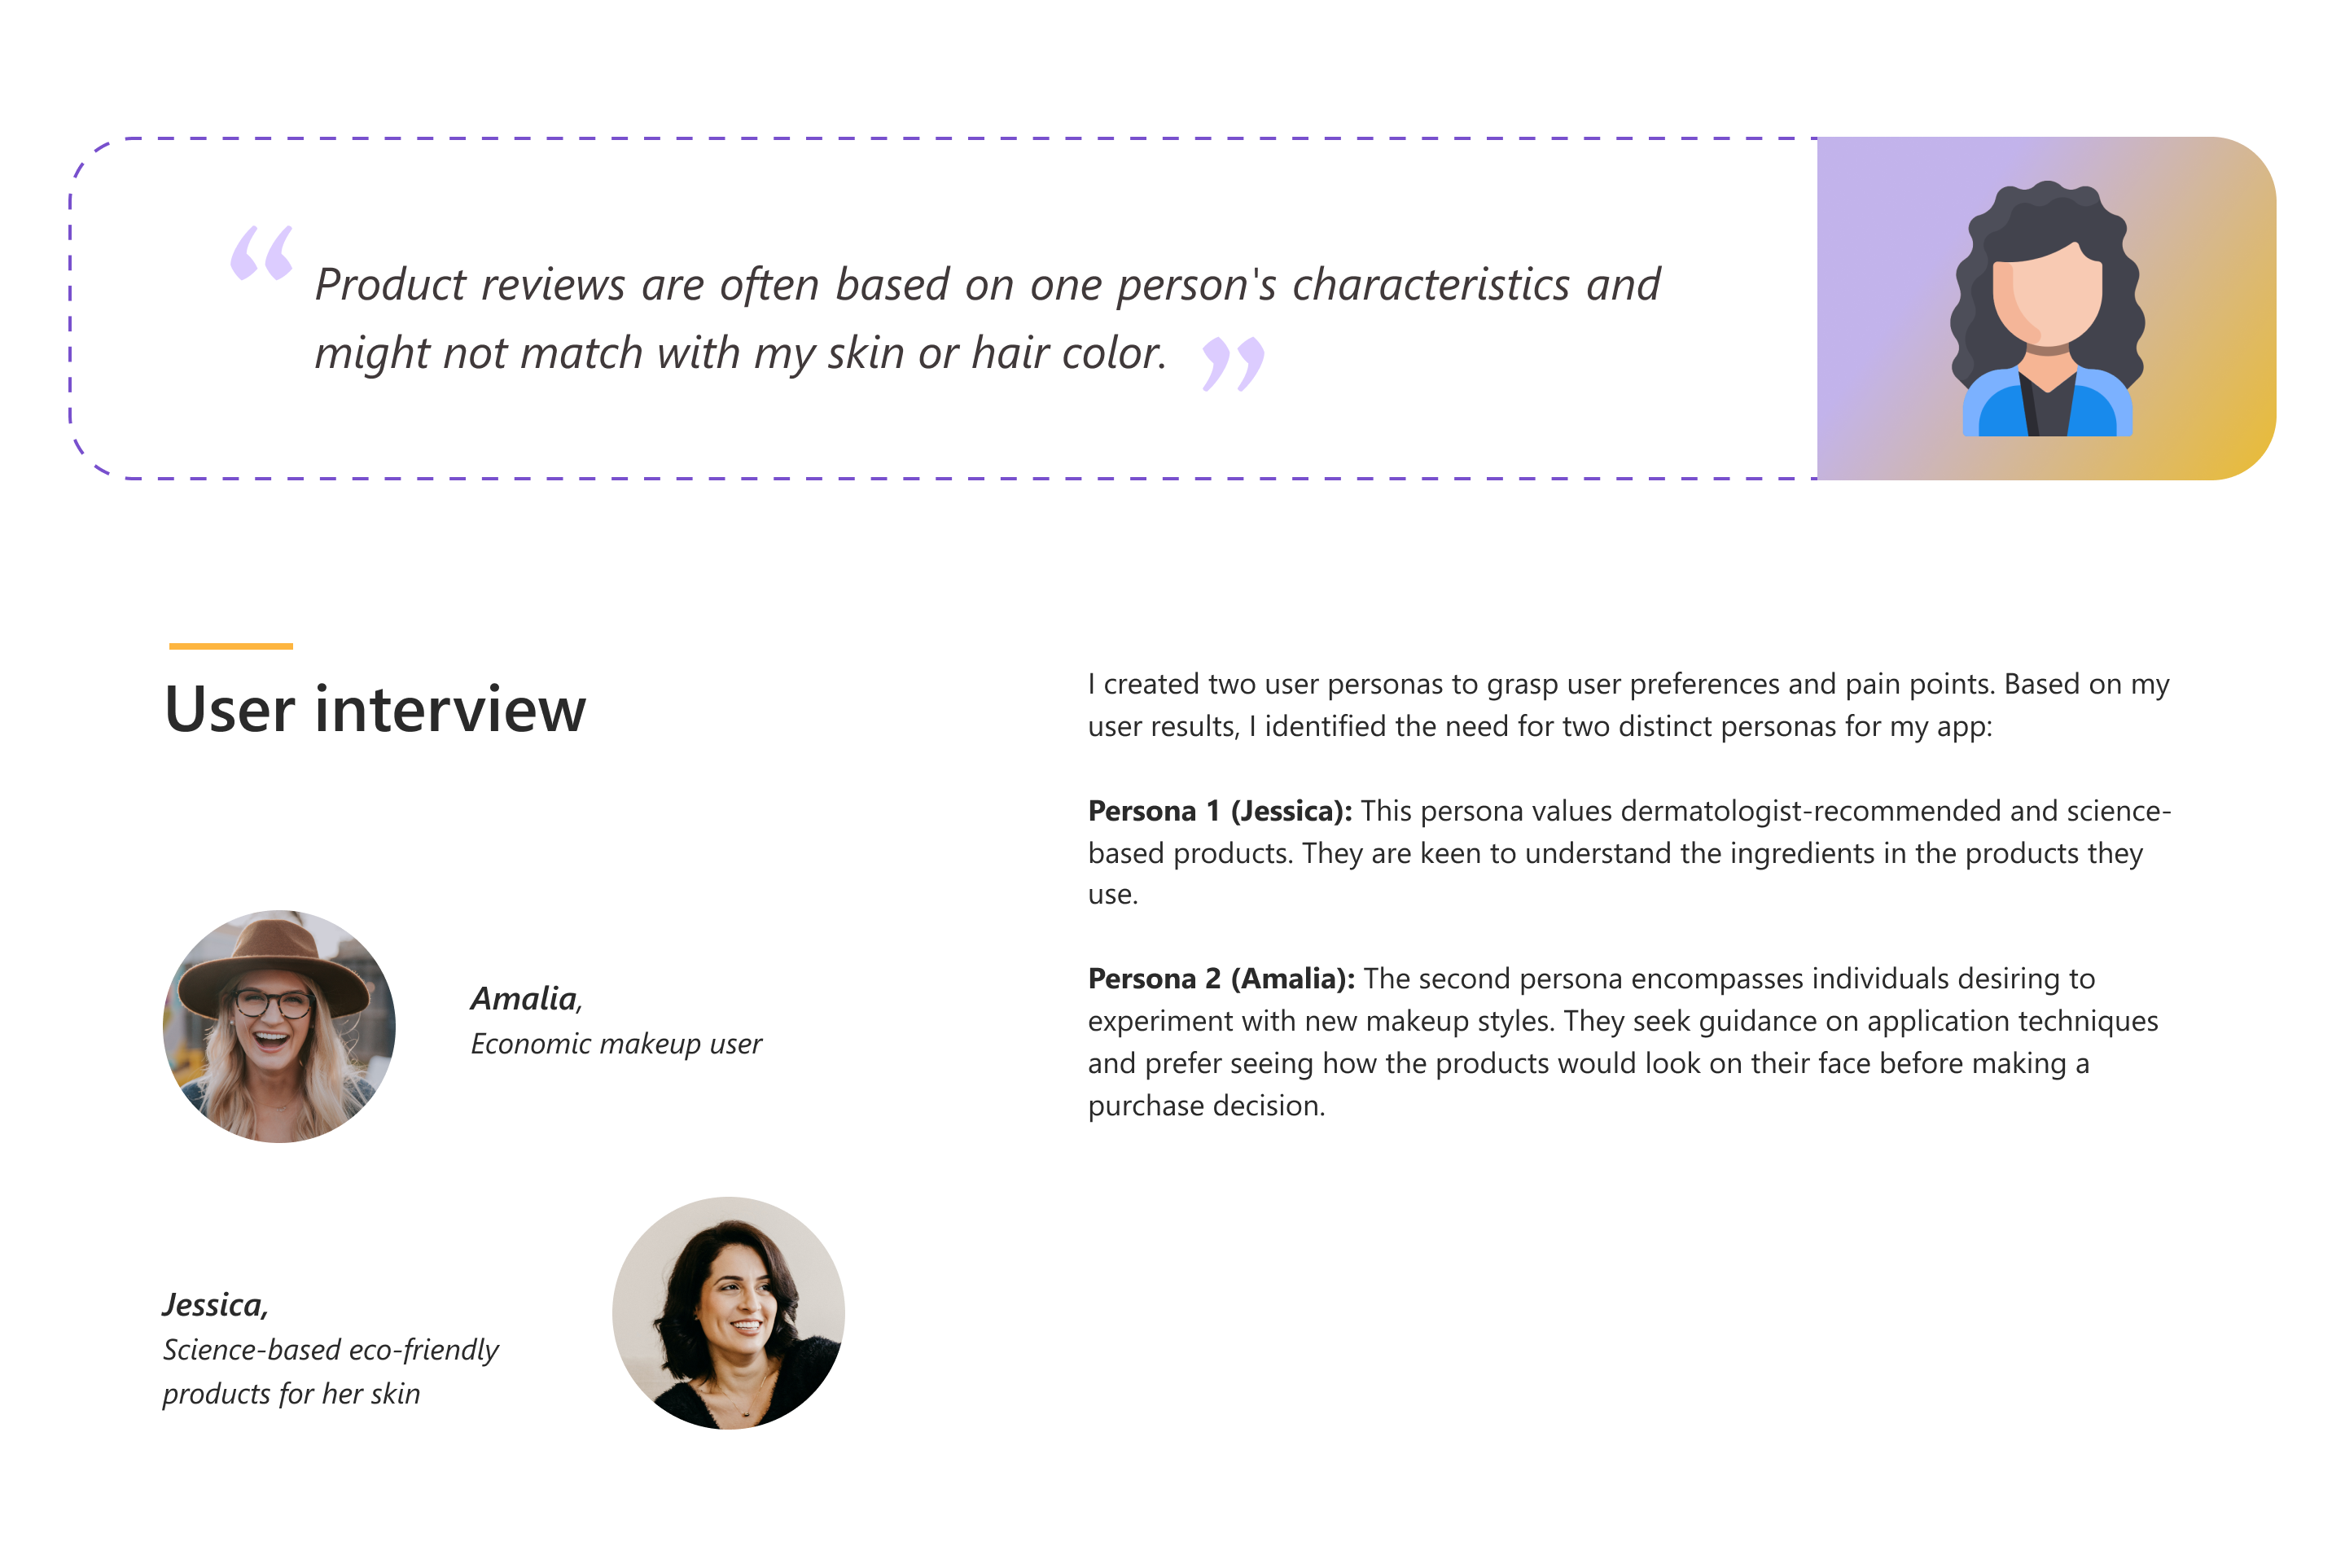 “Product reviews are often based on one person's characteristics and
might not match with my skin or hair color.”
User interview
Amalia,
Economic makeup user
Jessica,
Science-based eco-friendly
products for her skin
I created two user personas to grasp user preferences and pain points. Based on my
user results, I identified the need for two distinct personas for my app:
Persona 1 (Jessica): This persona values dermatologist-recommended and science-
based products. They are keen to understand the ingredients in the products they
use.
Persona 2 (Amalia): The second persona encompasses individuals desiring to
experiment with new makeup styles. They seek guidance on application techniques
and prefer seeing how the products would look on their face before making a
purchase decision.